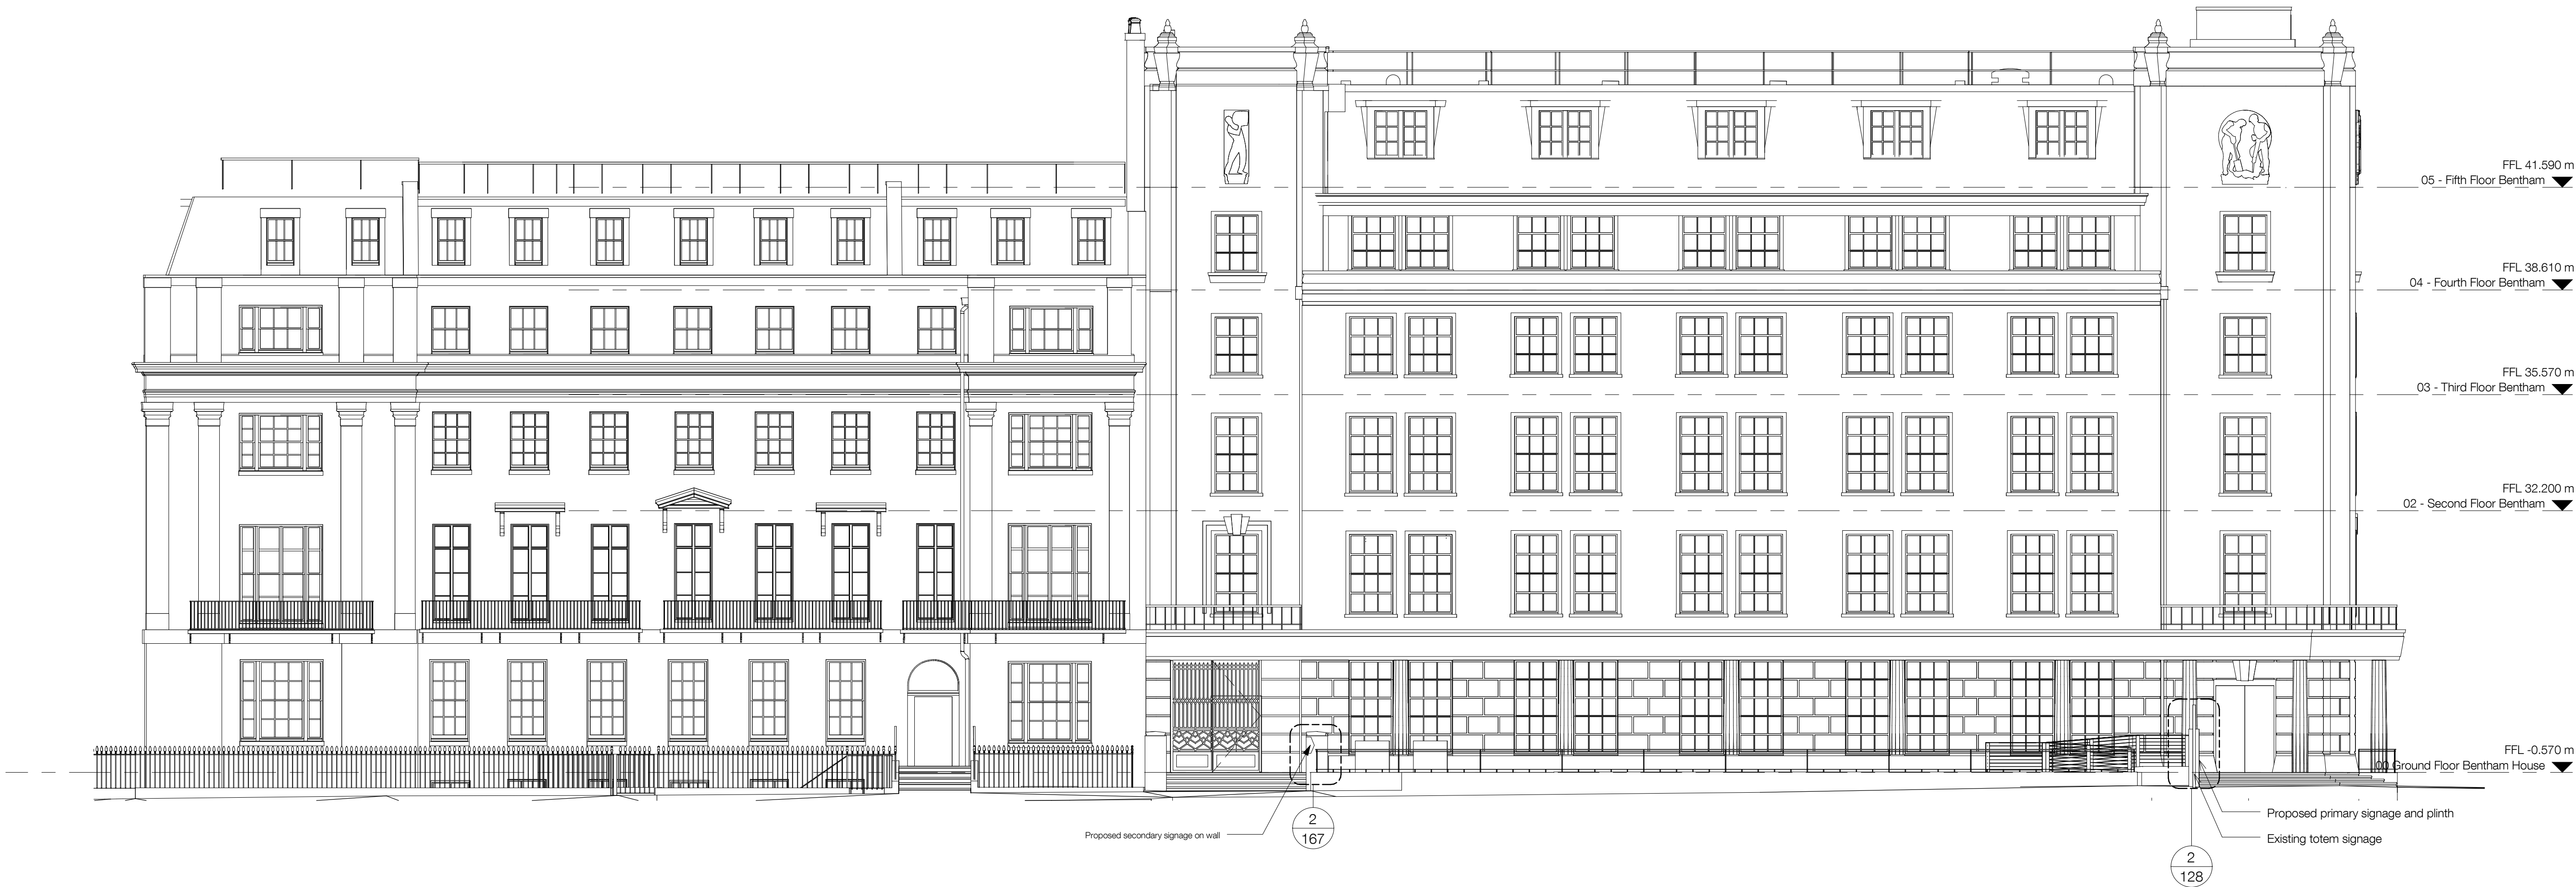 FFL 41.590 m
05 - Fifth Floor Bentham
FFL 38.610 m
04 - Fourth Floor Bentham
FFL 35.570 m
03 - Third Floor Bentham
FFL 32.200 m
02 - Second Floor Bentham
FFL -0.570 m
00 Ground Floor Bentham House
Proposed secondary signage on wall
2
167
Proposed primary signage and plinth
Existing totem signage
2
128